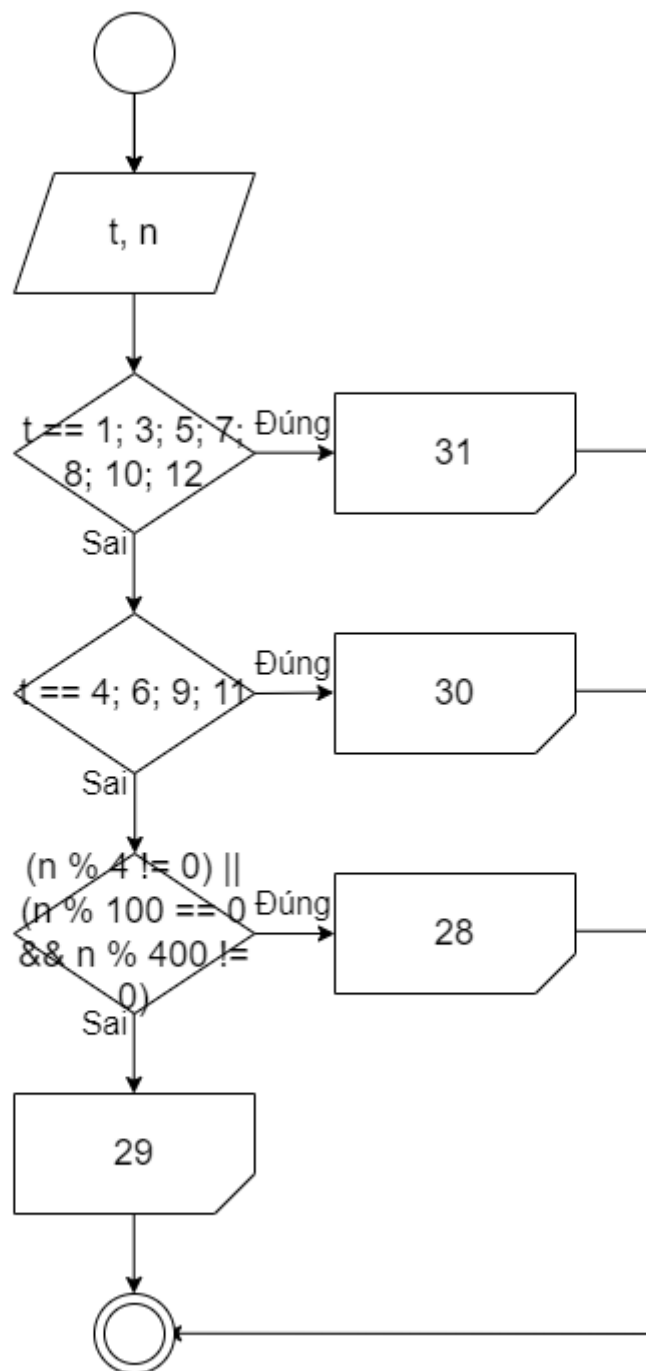 t, n
t == 1; 3; 5; 7;
8; 10; 12
Đúng
31
Sai
t == 4; 6; 9; 11
Đúng
30
Sai
(n % 4 != 0) ||
(n % 100 == 0
&& n % 400 !=
0)
Đúng
28
Sai
29